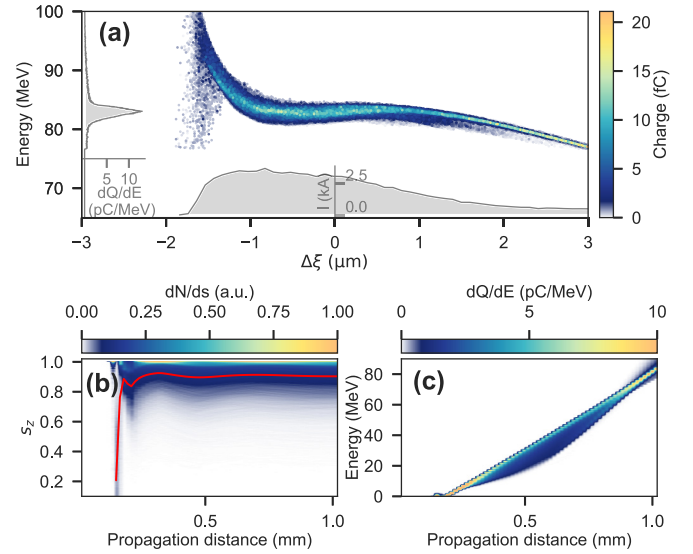 (a)
Energy (MeV)
100
90
80
70
5 10
dQ/dE
(pC/MeV)
I (kA)
2.5
0.0
−3 −2 −1 0 1 2 3
Δξ (μm)
20
15
10
5
0
Charge (fC)
dN/ds (a.u.)
0.00 0.25 0.50 0.75 1.00
(b)
s_z
1.0
0.8
0.6
0.4
0.2
0.5 1.0
Propagation distance (mm)
dQ/dE (pC/MeV)
0 5 10
(c)
Energy (MeV)
80
60
40
20
0
0.5 1.0
Propagation distance (mm)